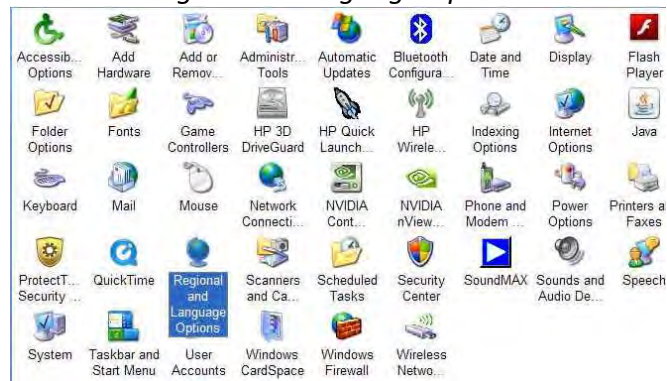 Accessib... Add Add or Administr... Automatic Bluetooth Date and Display Flash
Options Hardware Remov... Tools Updates Configura... Time Player
Folder Fonts Game HP 3D HP Quick HP Indexing Internet Java
Options Controllers DriveGuard Launch... Wirele... Options Options
Keyboard Mail Mouse Network NVIDIA NVIDIA Phone and Power Printers a
Connecti... Cont... nView... Modem ... Options Faxes
ProtectT... QuickTime Regional Scanners Scheduled Security SoundMAX Sounds and Speech
Security ... and and Ca... Tasks Center Audio De...
Language
Options
System Taskbar and User Windows Windows Wireless
Start Menu Accounts CardSpace Firewall Netwo...